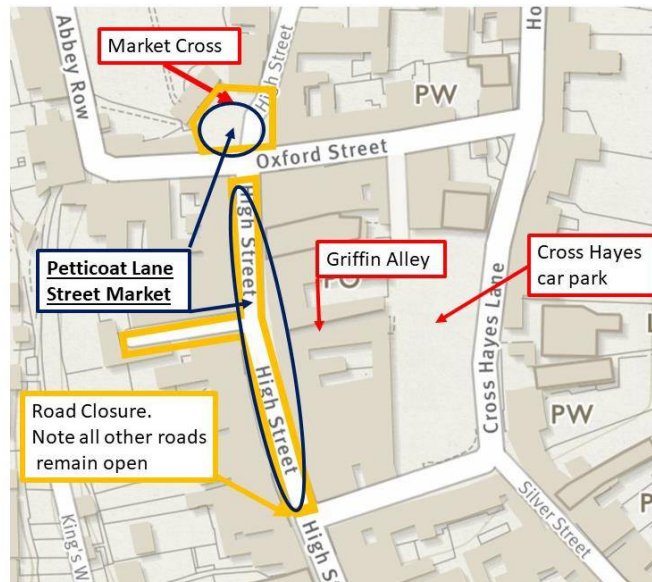 Market Cross
Abbey Row
High Street
PW
Ho
Oxford Street
High Street
Petticoat Lane
Street Market
Griffin Alley
PO
Cross Hayes
car park
Cross Hayes Lane
L
PW
Road Closure.
Note all other roads
remain open
High Street
Silver Street
P
King's W
High St